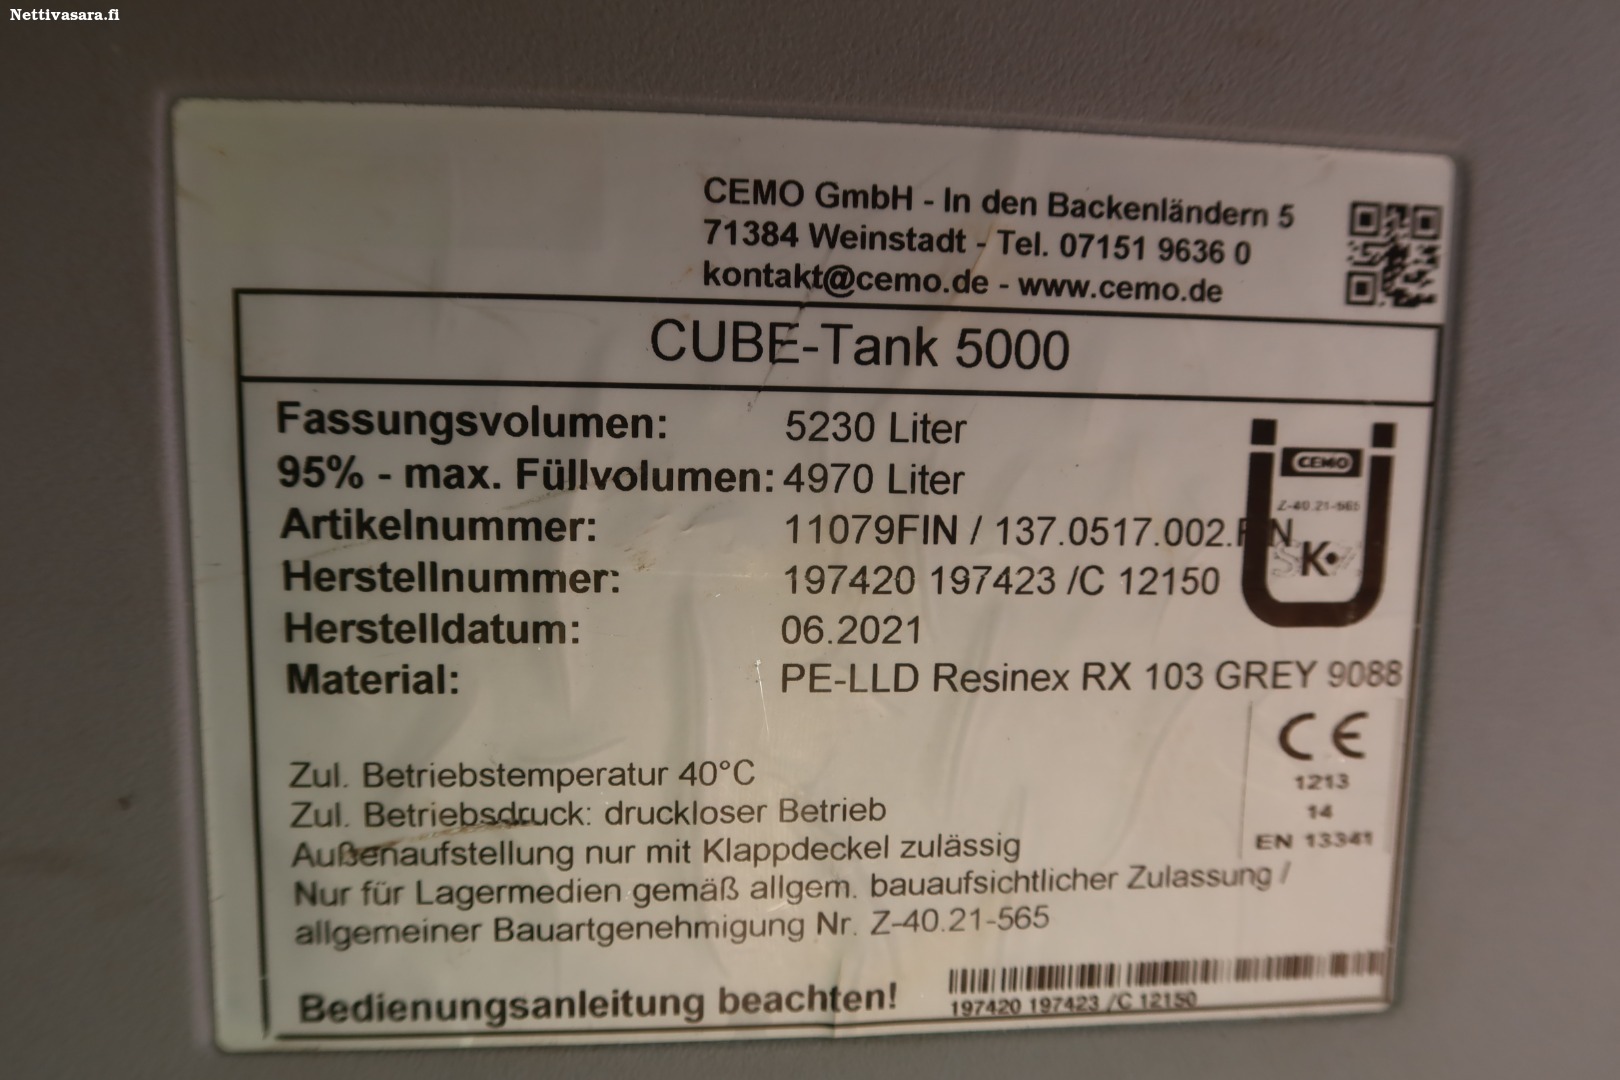 Nettivasara.fi
CEMO GmbH - In den Backenländern 5
71384 Weinstadt - Tel. 07151 9636 0
kontakt@cemo.de - www.cemo.de
CUBE-Tank 5000
Fassungsvolumen: 5230 Liter
95% - max. Füllvolumen: 4970 Liter
Artikelnummer: 11079FIN / 137.0517.002.FIN
Herstellnummer: 197420 197423 /C 12150
Herstelldatum: 06.2021
Material: PE-LLD Resinex RX 103 GREY 9088
CEMO
Z-40.21-565
K
CE
1213
14
EN 13341
Zul. Betriebstemperatur 40°C
Zul. Betriebsdruck: druckloser Betrieb
Außenaufstellung nur mit Klappdeckel zulässig
Nur für Lagermedien gemäß allgem. bauaufsichtlicher Zulassung /
allgemeiner Bauartgenehmigung Nr. Z-40.21-565
Bedienungsanleitung beachten!
197420 197423 /C 12150